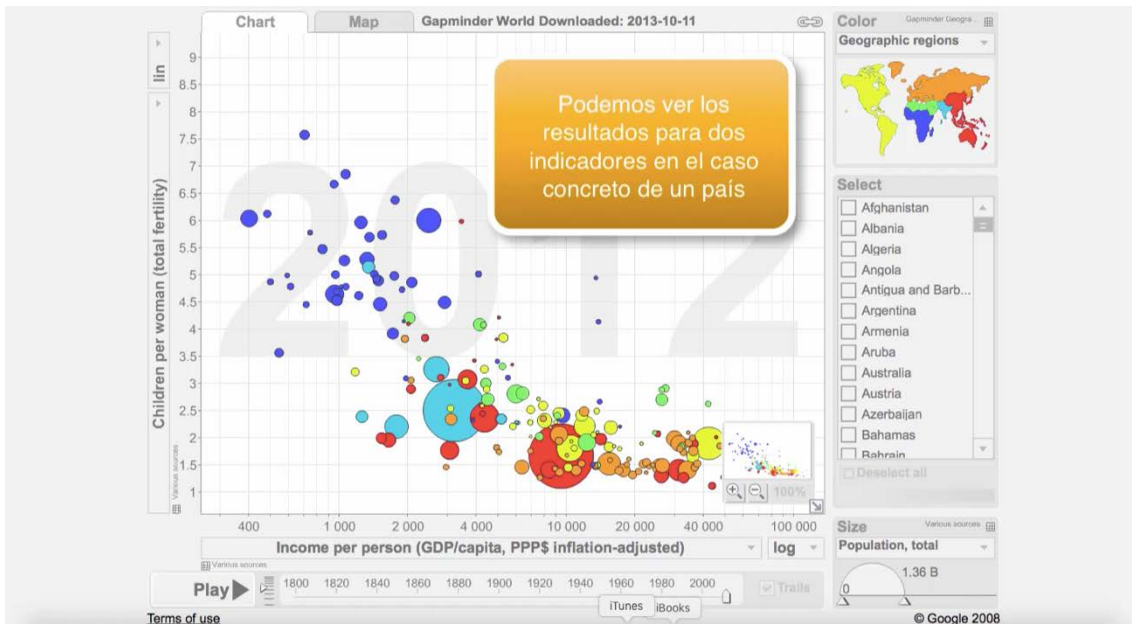 Chart
Map
Gapminder World Downloaded: 2013-10-11
Color
Geographic regions
lin
Children per woman (total fertility)
Various sources
9
8.5
8
7.5
7
6.5
6
5.5
5
4.5
4
3.5
3
2.5
2
1.5
1
2012
Podemos ver los
resultados para dos
indicadores en el caso
concreto de un país
100%
Select
Afghanistan
Albania
Algeria
Angola
Antigua and Barb...
Argentina
Armenia
Aruba
Australia
Austria
Azerbaijan
Bahamas
Bahrain
Deselect all
400
1 000
2 000
4 000
10 000
20 000
40 000
100 000
Income per person (GDP/capita, PPP$ inflation-adjusted)
log
Various sources
Size
Various sources
Population, total
1.36 B
0
Play
1800
1820
1840
1860
1880
1900
1920
1940
1960
1980
2000
Trails
iTunes
iBooks
Terms of use
© Google 2008